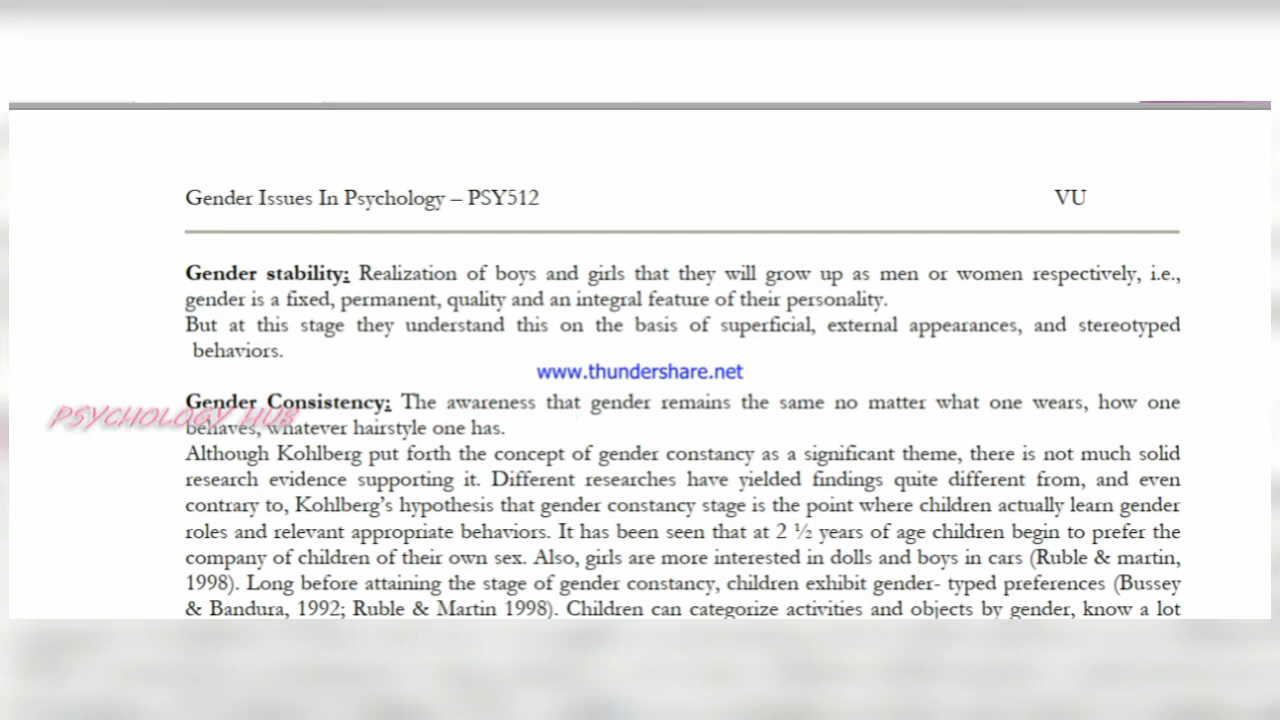 Gender Issues In Psychology – PSY512 VU
Gender stability: Realization of boys and girls that they will grow up as men or women respectively, i.e.,
gender is a fixed, permanent, quality and an integral feature of their personality.
But at this stage they understand this on the basis of superficial, external appearances, and stereotyped
behaviors.
www.thundershare.net
Gender Consistency: The awareness that gender remains the same no matter what one wears, how one
PSYCHOLOGY HUB
behaves, whatever hairstyle one has.
Although Kohlberg put forth the concept of gender constancy as a significant theme, there is not much solid
research evidence supporting it. Different researches have yielded findings quite different from, and even
contrary to, Kohlberg's hypothesis that gender constancy stage is the point where children actually learn gender
roles and relevant appropriate behaviors. It has been seen that at 2 ½ years of age children begin to prefer the
company of children of their own sex. Also, girls are more interested in dolls and boys in cars (Ruble & martin,
1998). Long before attaining the stage of gender constancy, children exhibit gender- typed preferences (Bussey
& Bandura, 1992; Ruble & Martin 1998). Children can categorize activities and objects by gender, know a lot